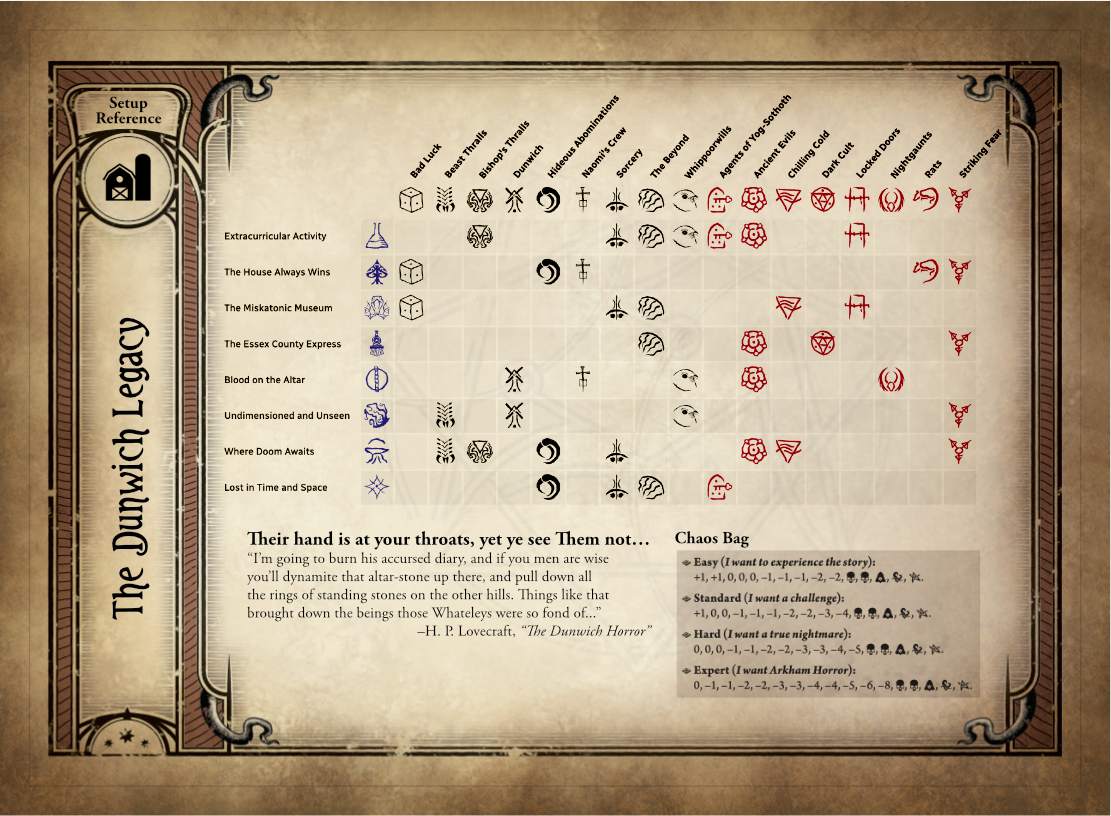 Setup
Reference
The Dunwich Legacy
Bad Luck
Beast Thralls
Bishop's Thralls
Dunwich
Hideous Abominations
Naomi's Crew
Sorcery
The Beyond
Whippoorwills
Agents of Yog-Sothoth
Ancient Evils
Chilling Cold
Dark Cult
Locked Doors
Nightgaunts
Rats
Striking Fear
Extracurricular Activity
The House Always Wins
The Miskatonic Museum
The Essex County Express
Blood on the Altar
Undimensioned and Unseen
Where Doom Awaits
Lost in Time and Space
Their hand is at your throats, yet ye see Them not…
“I'm going to burn his accursed diary, and if you men are wise
you'll dynamite that altar-stone up there, and pull down all
the rings of standing stones on the other hills. Things like that
brought down the beings those Whateleys were so fond of...”
–H. P. Lovecraft, “The Dunwich Horror”
Chaos Bag
Easy (I want to experience the story):
+1, +1, 0, 0, 0, –1, –1, –1, –2, –2, , , , , .
Standard (I want a challenge):
+1, 0, 0, –1, –1, –1, –2, –2, –3, –4, , , , , .
Hard (I want a true nightmare):
0, 0, 0, –1, –1, –2, –2, –3, –3, –4, –5, , , , , .
Expert (I want Arkham Horror):
0, –1, –1, –2, –2, –3, –3, –4, –4, –5, –6, –8, , , , , .